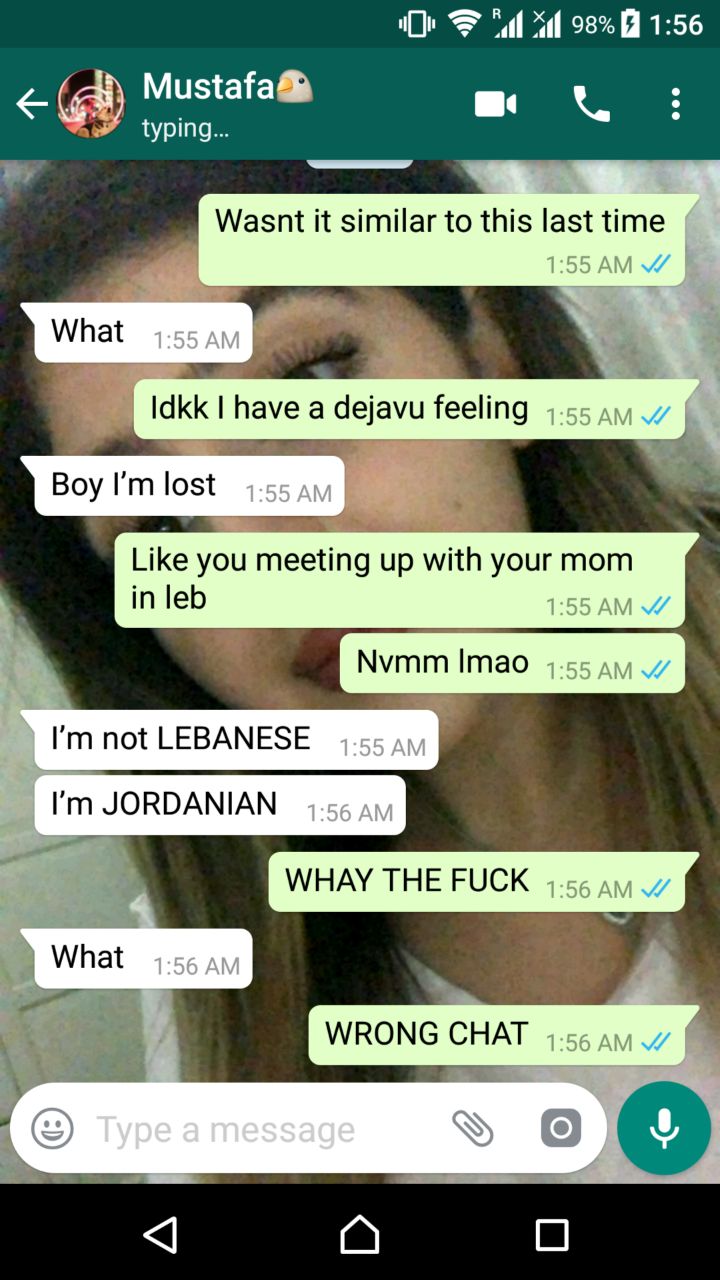 R 98% 1:56
Mustafa🐤
typing...
Wasnt it similar to this last time
1:55 AM
What 1:55 AM
Idkk I have a dejavu feeling 1:55 AM
Boy I'm lost 1:55 AM
Like you meeting up with your mom
in leb 1:55 AM
Nvmm lmao 1:55 AM
I'm not LEBANESE 1:55 AM
I'm JORDANIAN 1:56 AM
WHAY THE FUCK 1:56 AM
What 1:56 AM
WRONG CHAT 1:56 AM
Type a message